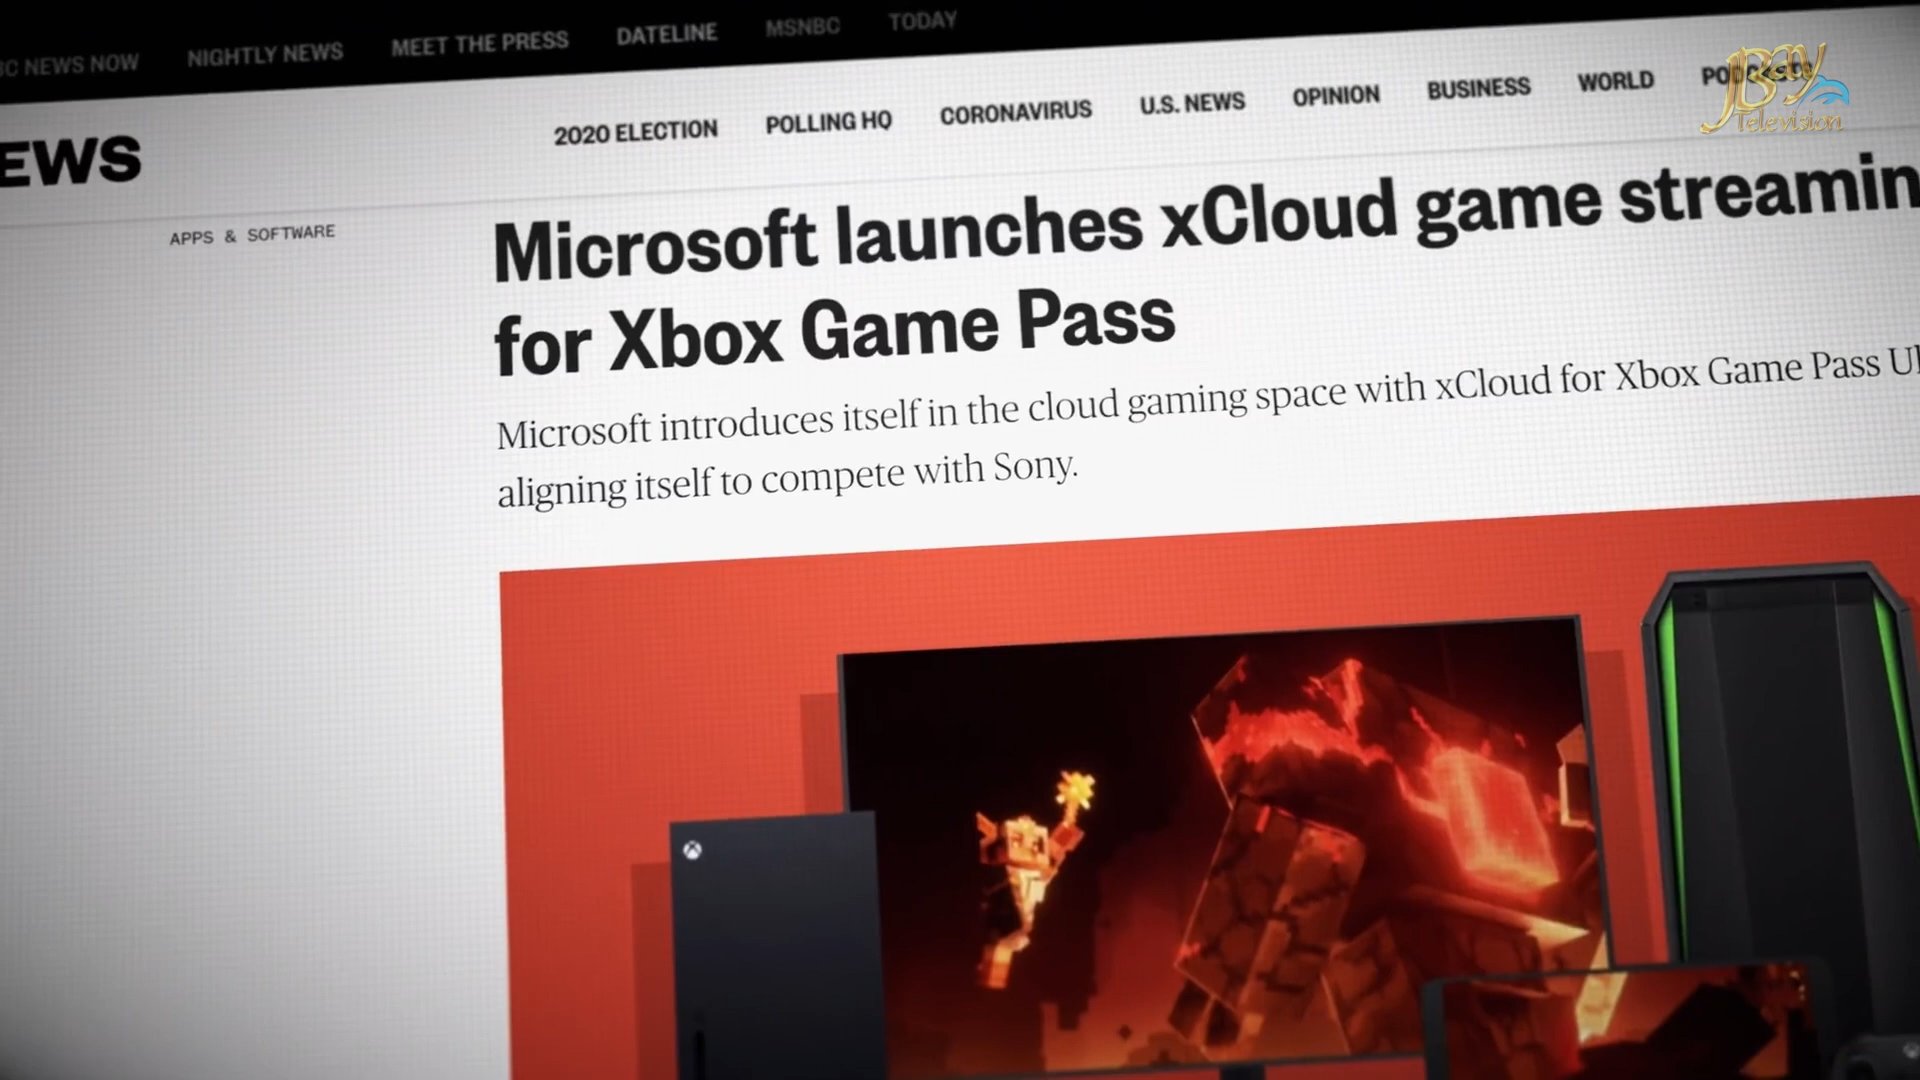 NEWS NOW NIGHTLY NEWS MEET THE PRESS DATELINE MSNBC TODAY
JBay
Television
EWS 2020 ELECTION POLLING HQ CORONAVIRUS U.S. NEWS OPINION BUSINESS WORLD
APPS & SOFTWARE
Microsoft launches xCloud game streamin
for Xbox Game Pass
Microsoft introduces itself in the cloud gaming space with xCloud for Xbox Game Pass Ul
aligning itself to compete with Sony.